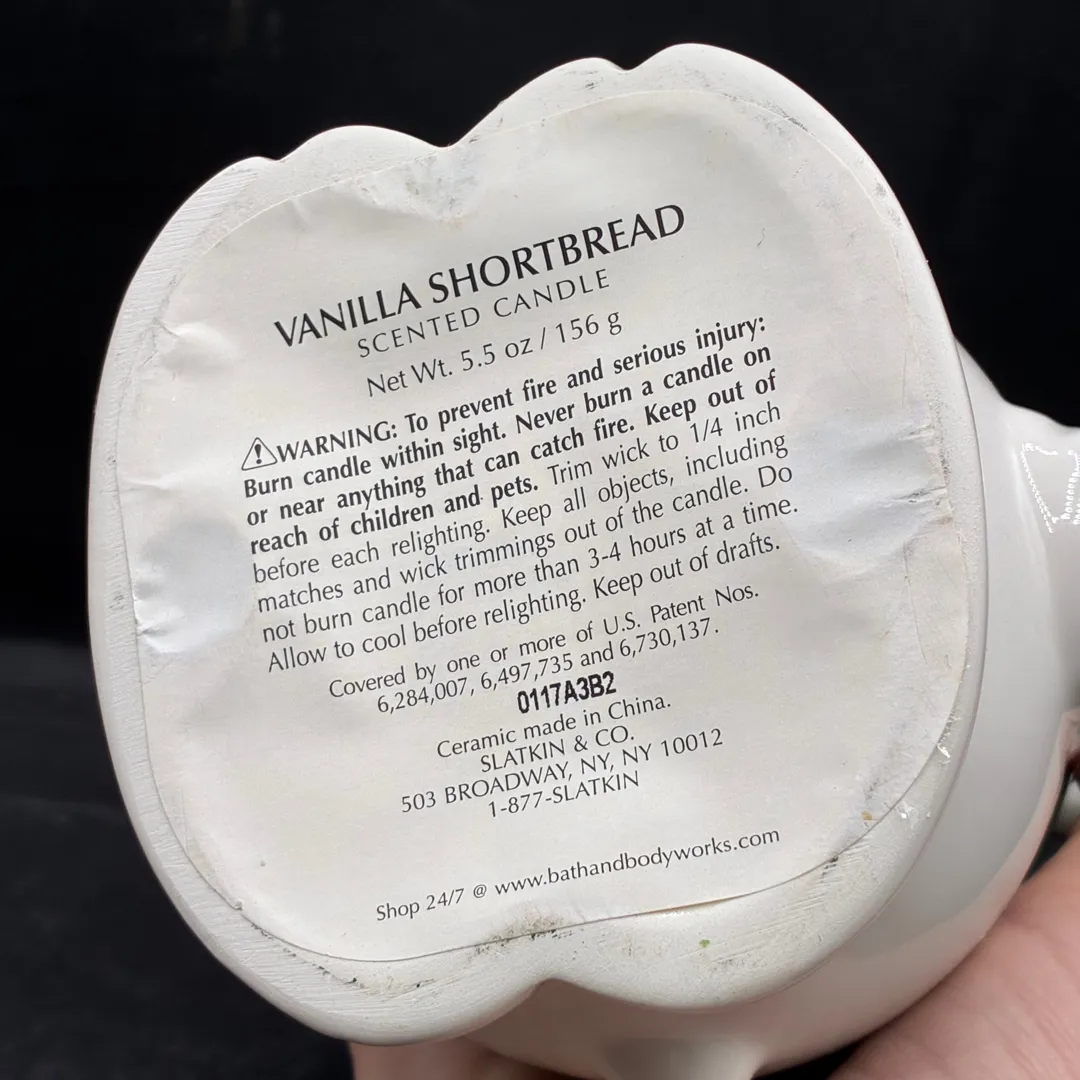 VANILLA SHORTBREAD
SCENTED CANDLE
Net Wt. 5.5 oz / 156 g
⚠WARNING: To prevent fire and serious injury:
Burn candle within sight. Never burn a candle on
or near anything that can catch fire. Keep out of
reach of children and pets. Trim wick to 1/4 inch
before each relighting. Keep all objects, including
matches and wick trimmings out of the candle. Do
not burn candle for more than 3-4 hours at a time.
Allow to cool before relighting. Keep out of drafts.
Covered by one or more of U.S. Patent Nos.
6,284,007, 6,497,735 and 6,730,137.
0117A3B2
Ceramic made in China.
SLATKIN & CO.
503 BROADWAY, NY, NY 10012
1-877-SLATKIN
Shop 24/7 @ www.bathandbodyworks.com